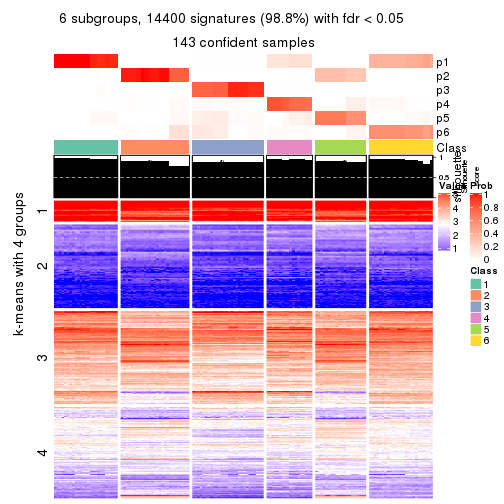 6 subgroups, 14400 signatures (98.8%) with fdr < 0.05
143 confident samples
p1
p2
p3
p4
p5
p6
Class
1
0.5
silhouette
score
k-means with 4 groups
1
2
3
4
Value
5
4
3
2
1
Prob
1
0.8
0.6
0.4
0.2
0
Class
1
2
3
4
5
6